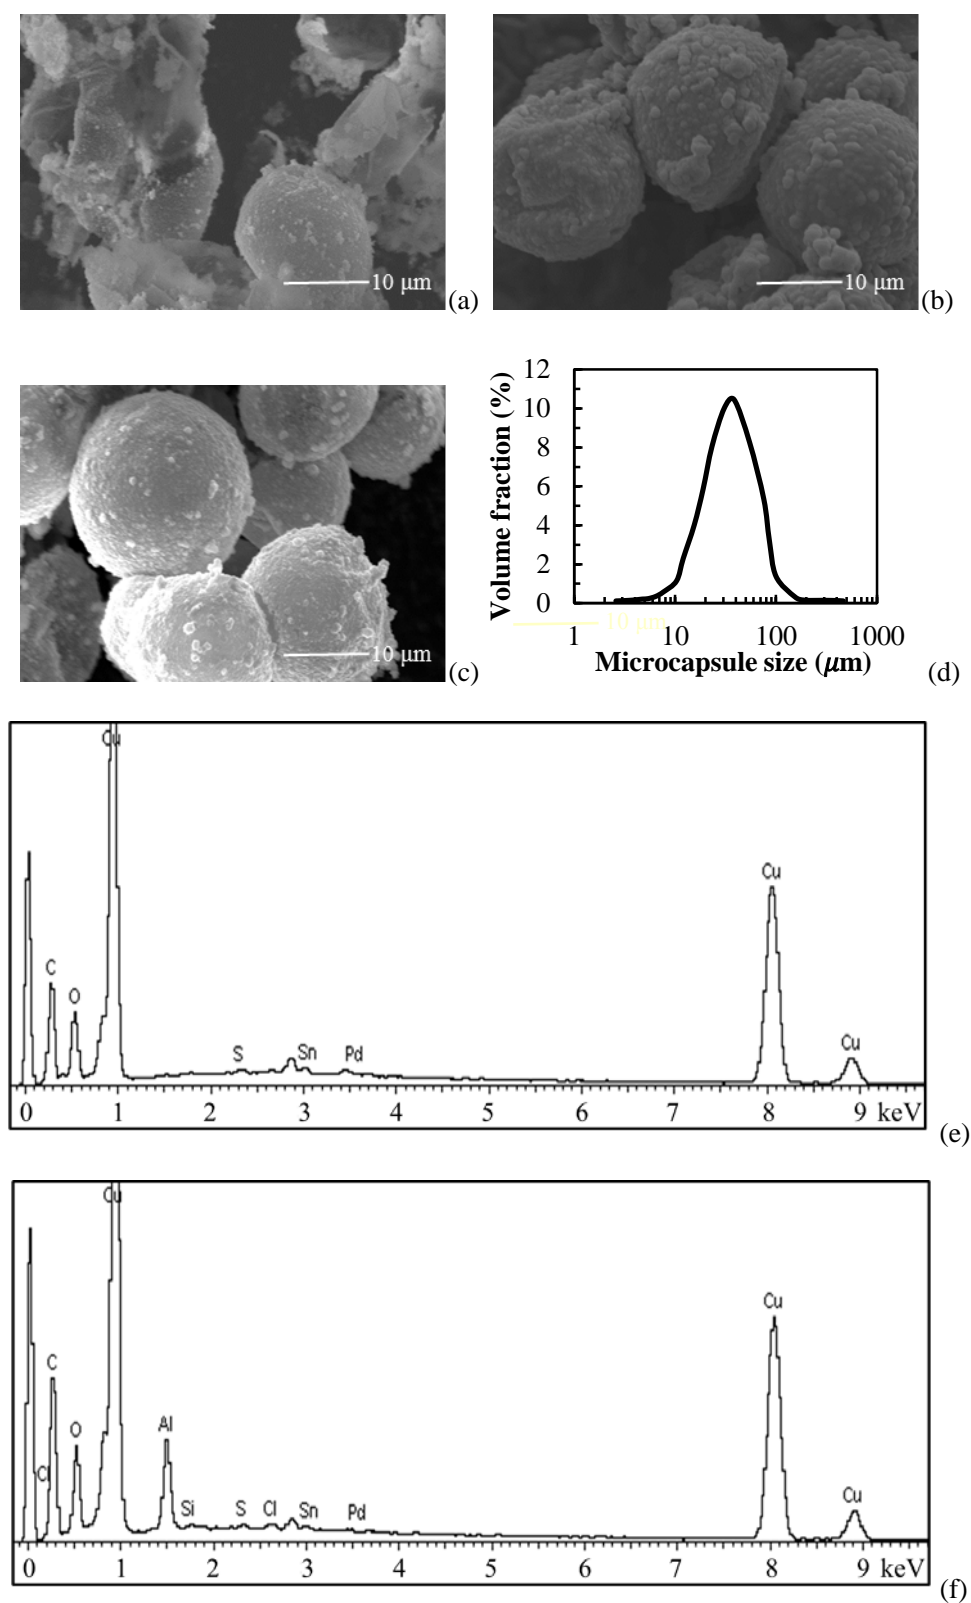 10 μm
(a)
10 μm
(b)
10 μm
(c)
Volume fraction (%)
12
10
8
6
4
2
0
10 μm
1 10 100 1000
Microcapsule size (μm)
(d)
Cu
Cu
C
O
S Sn Pd
Cu
0 1 2 3 4 5 6 7 8 9 keV
(e)
Cu
Cu
C
O
Al
Cl
Si S Cl Sn Pd
Cu
0 1 2 3 4 5 6 7 8 9 keV
(f)